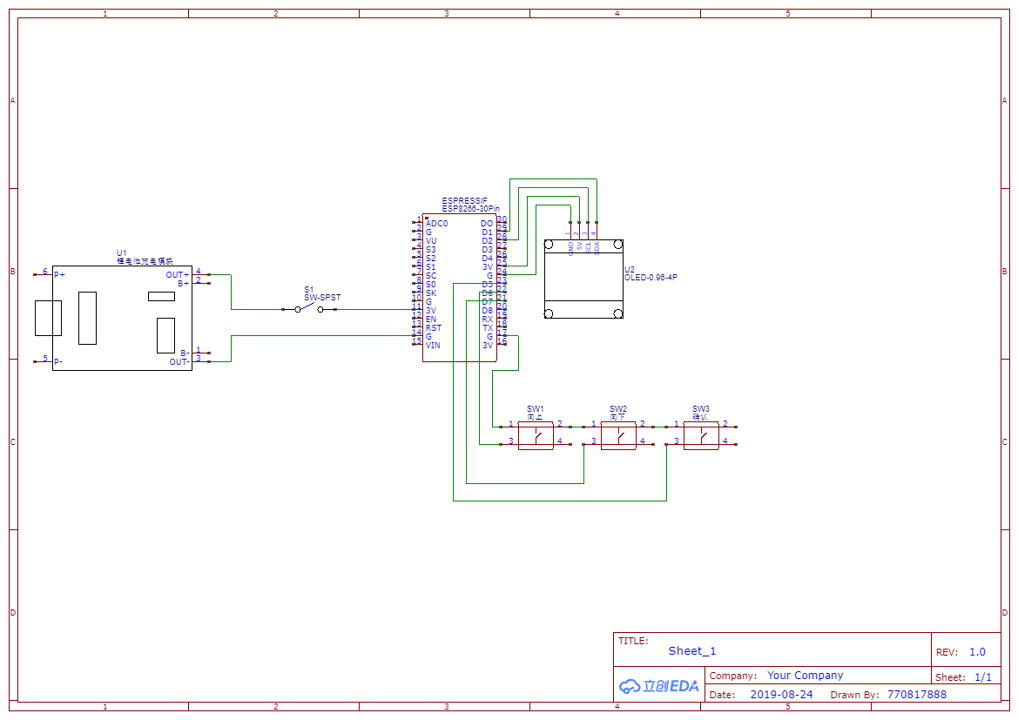 1 2 3 4 5
A A
B B
C C
D D
ESPRESSIF
ESP8266-30Pin
1 ADC0 D0 30
2 G D1 29
3 VU D2 28
4 S3 D3 27
5 S2 D4 26
6 S1 3V 25
7 SC G 24
8 S0 D5 23
9 SK D6 22
10 G D7 21
11 3V D8 20
12 EN RX 19
13 RST TX 18
14 G G 17
15 VIN 3V 16
1 2 3 4
GND 5V SCL SDA
U2
OLED-0.96-4P
U1
锂电池充电模块
6 P+ OUT+ 4
B+ 2
B- 1
5 P- OUT- 3
S1
SW-SPST
SW1 SW2 SW3
向上 向下 确认
1 2 1 2 1 2
3 4 3 4 3 4
TITLE:
Sheet_1
REV: 1.0
立创EDA
Company: Your Company
Sheet: 1/1
Date: 2019-08-24 Drawn By: 770817888
1 2 3 4 5